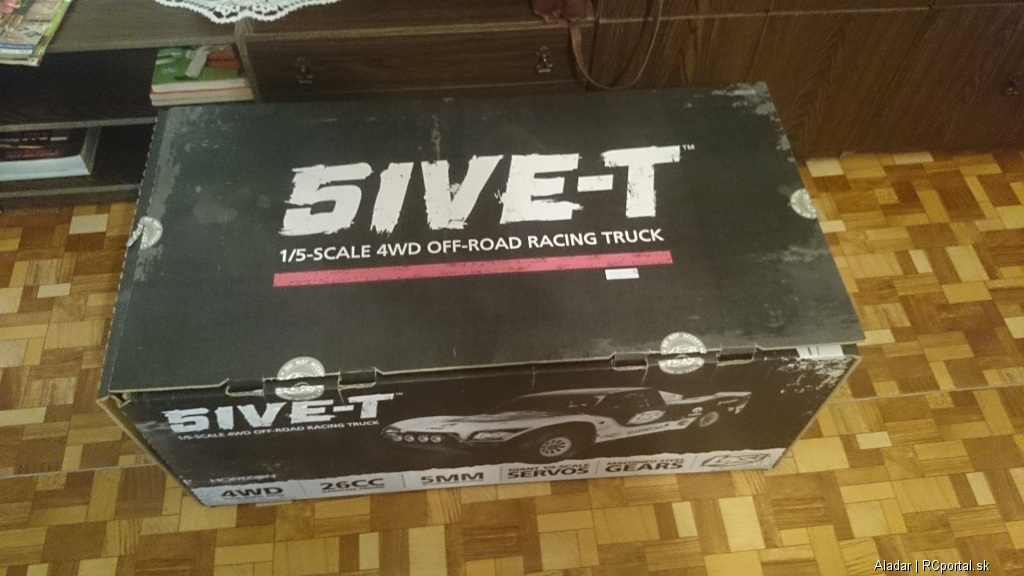 5IVE-T™
1/5-SCALE 4WD OFF-ROAD RACING TRUCK
5IVE-T™
1/5-SCALE 4WD OFF-ROAD RACING TRUCK
HORIZON
4WD
26CC
5MM
SERVOS
GEARS
Aladar | RCportal.sk